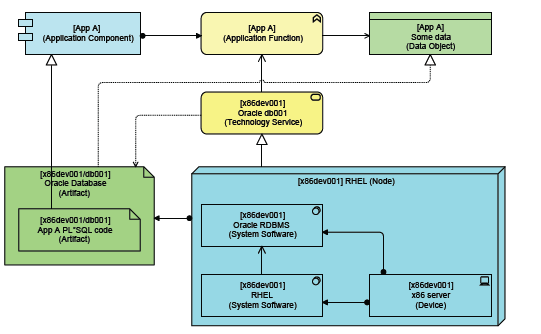 [App A]
(Application Component)
[App A]
(Application Function)
[App A]
Some data
(Data Object)
[x86dev001]
Oracle db001
(Technology Service)
[x86dev001/db001]
Oracle Database
(Artifact)
[x86dev001/db001]
App A PL"SQL code
(Artifact)
[x86dev001] RHEL (Node)
[x86dev001]
Oracle RDBMS
(System Software)
[x86dev001]
RHEL
(System Software)
[x86dev001]
x86 server
(Device)